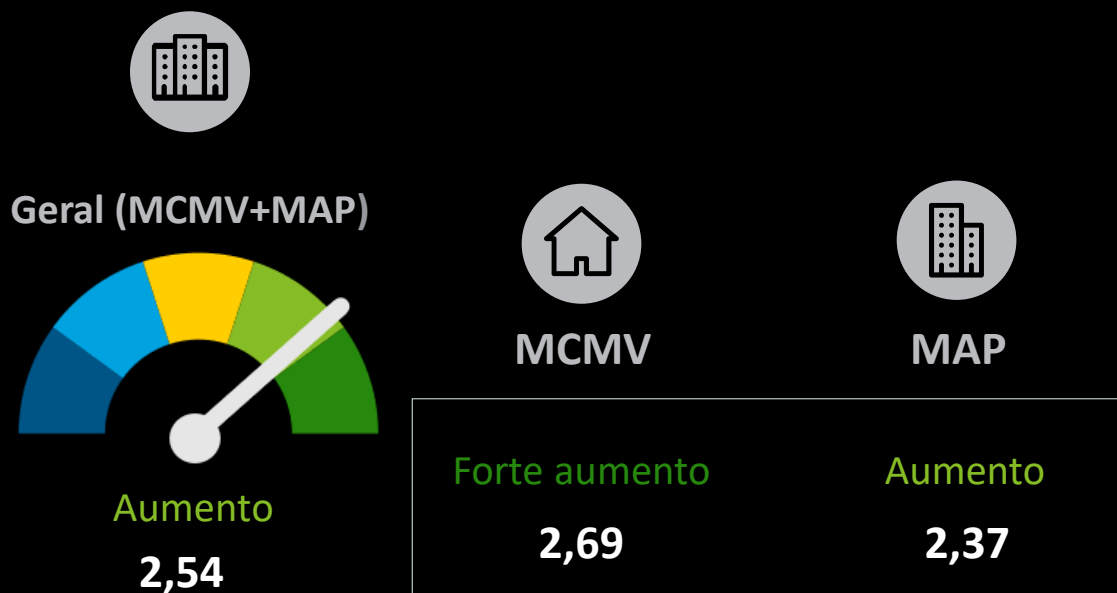 Geral (MCMV+MAP)
Aumento
2,54
MCMV
Forte aumento
2,69
MAP
Aumento
2,37